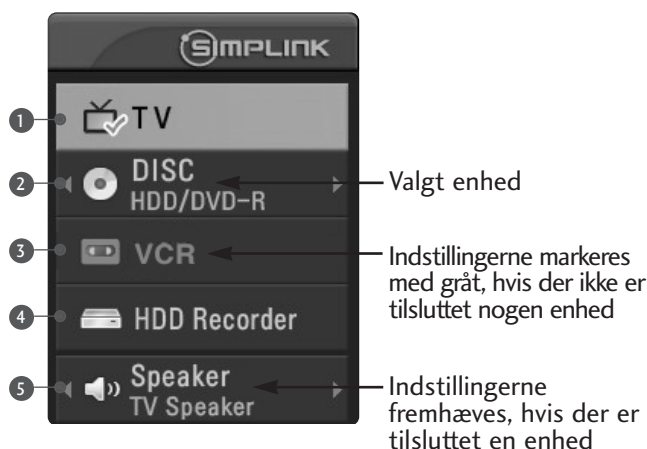 SIMPLINK
1 TV
2 DISC
HDD/DVD-R
Valgt enhed
3 VCR
Indstillingerne markeres
med gråt, hvis der ikke er
tilsluttet nogen enhed
4 HDD Recorder
5 Speaker
TV Speaker
Indstillingerne
fremhæves, hvis der er
tilsluttet en enhed